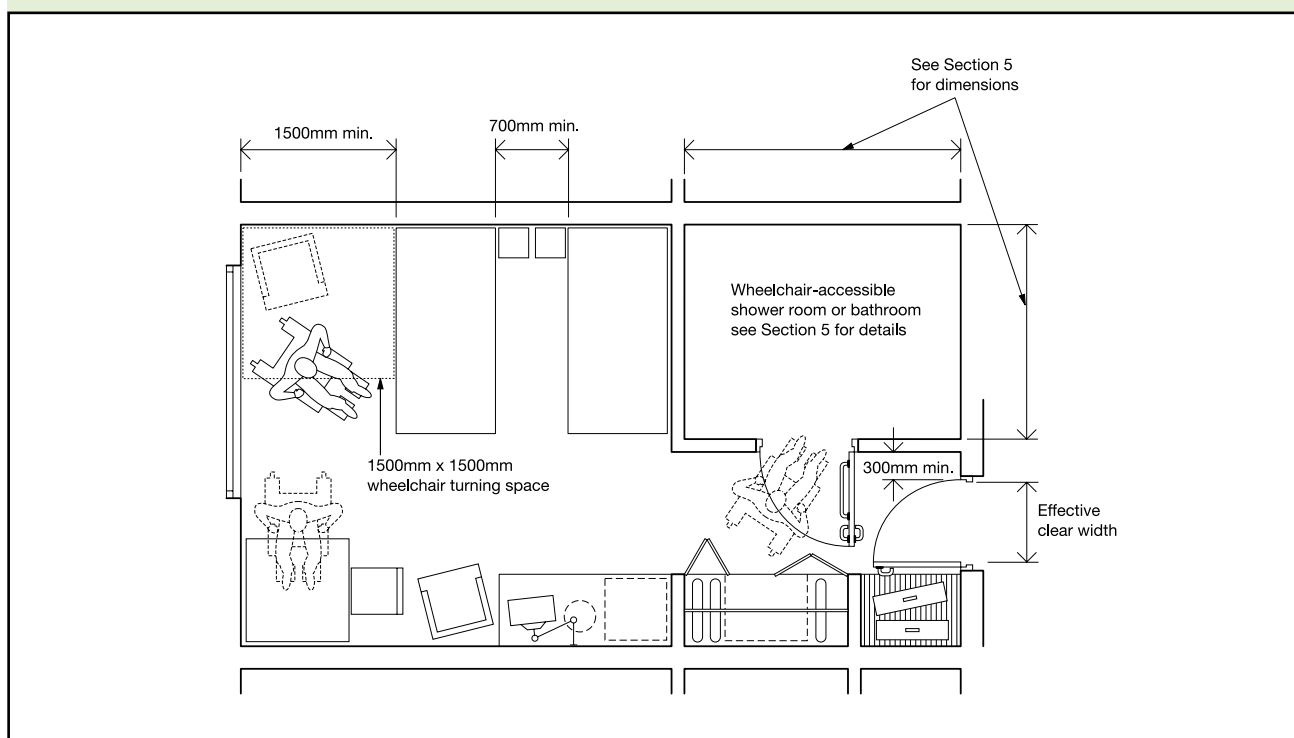 See Section 5
for dimensions
1500mm min.
700mm min.
Wheelchair-accessible
shower room or bathroom
see Section 5 for details
1500mm x 1500mm
wheelchair turning space
300mm min.
Effective
clear width